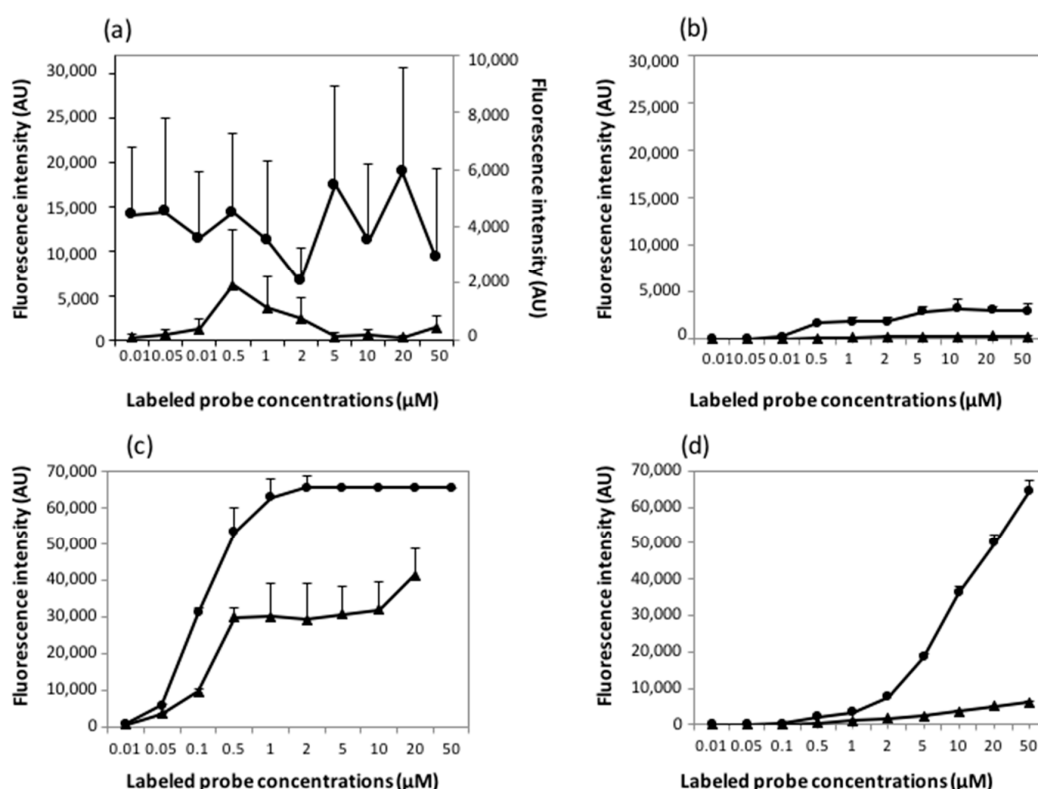 (a)
30,000
25,000
20,000
15,000
10,000
5,000
0
Fluorescence intensity (AU)
10,000
8,000
6,000
4,000
2,000
0
Fluorescence intensity
(AU)
0.01 0.05 0.01 0.5 1 2 5 10 20 50
Labeled probe concentrations (µM)
(b)
30,000
25,000
20,000
15,000
10,000
5,000
0
Fluorescence intensity (AU)
0.01 0.05 0.01 0.5 1 2 5 10 20 50
Labeled probe concentrations (µM)
(c)
70,000
60,000
50,000
40,000
30,000
20,000
10,000
0
Fluorescence intensity (AU)
0.01 0.05 0.1 0.5 1 2 5 10 20 50
Labeled probe concentrations (µM)
(d)
70,000
60,000
50,000
40,000
30,000
20,000
10,000
0
Fluorescence intensity (AU)
0.01 0.05 0.1 0.5 1 2 5 10 20 50
Labeled probe concentrations (µM)